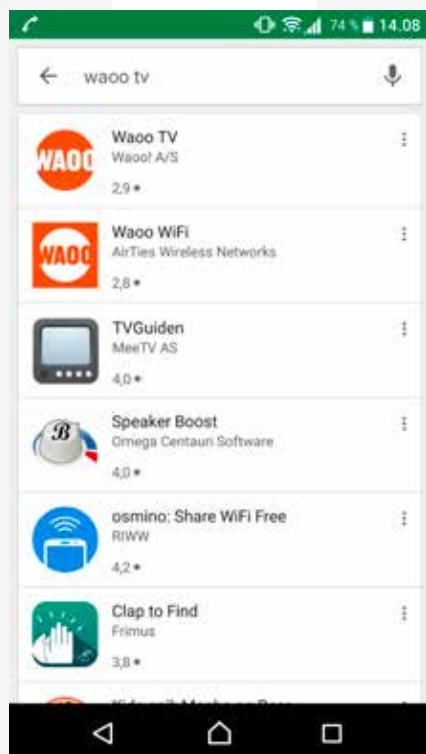 74 % 14.08
waoo tv
WAOO
Waoo TV
Waoo! A/S
2,9
WAOO
Waoo WiFi
AirTies Wireless Networks
2,8
TVGuiden
MeeTV AS
4,0
B
Speaker Boost
Omega Centauri Software
4,0
osmino: Share WiFi Free
RIWW
4,2
Clap to Find
Frimus
3,8